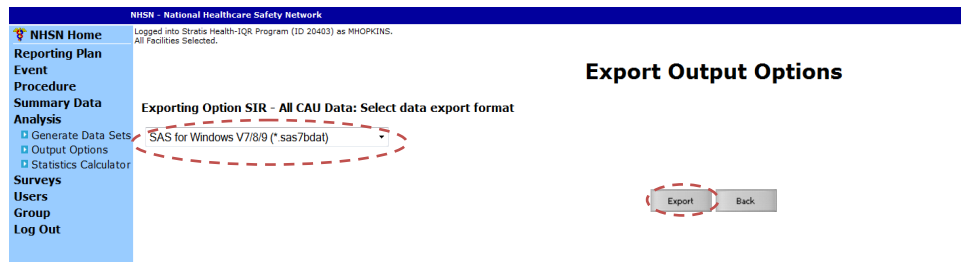 NHSN - National Healthcare Safety Network
NHSN Home
Logged into Stratis Health-IQR Program (ID 20403) as MHOPKINS.
All Facilities Selected.
Reporting Plan
Event
Procedure
Summary Data
Analysis
Generate Data Sets
Output Options
Statistics Calculator
Surveys
Users
Group
Log Out
Export Output Options
Exporting Option SIR - All CAU Data: Select data export format
SAS for Windows V7/8/9 (*.sas7bdat)
Export
Back